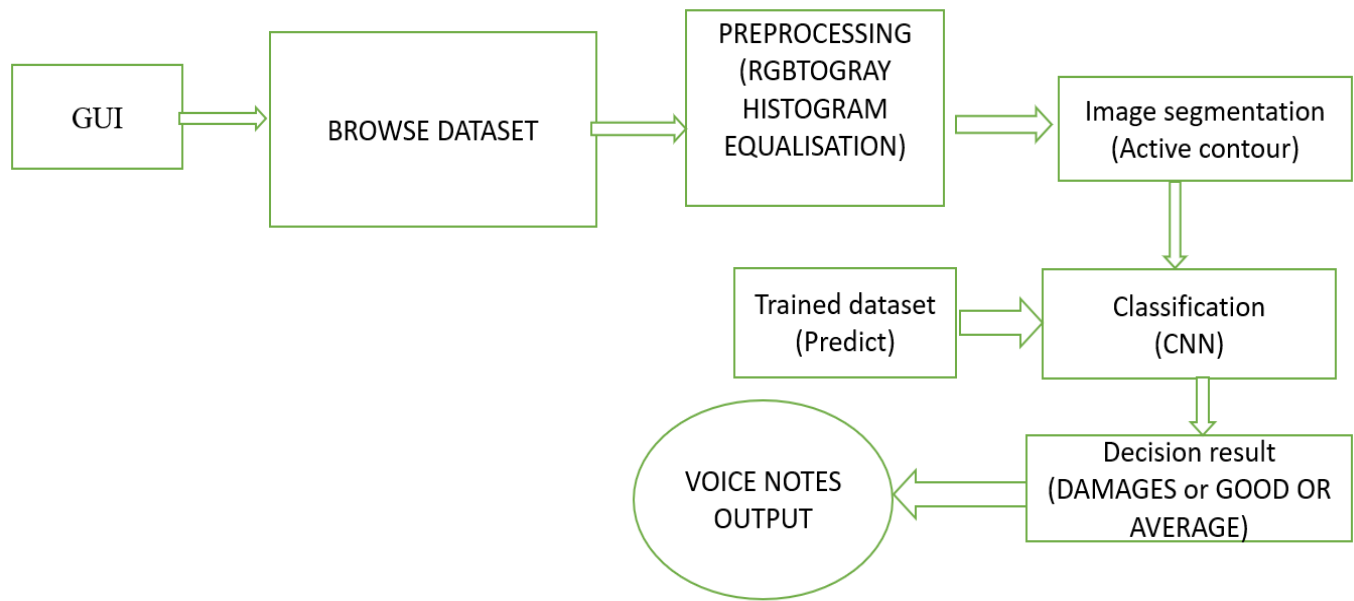 GUI
BROWSE DATASET
PREPROCESSING
(RGBTOGRAY
HISTOGRAM
EQUALISATION)
Image segmentation
(Active contour)
Trained dataset
(Predict)
Classification
(CNN)
Decision result
(DAMAGES or GOOD OR
AVERAGE)
VOICE NOTES
OUTPUT